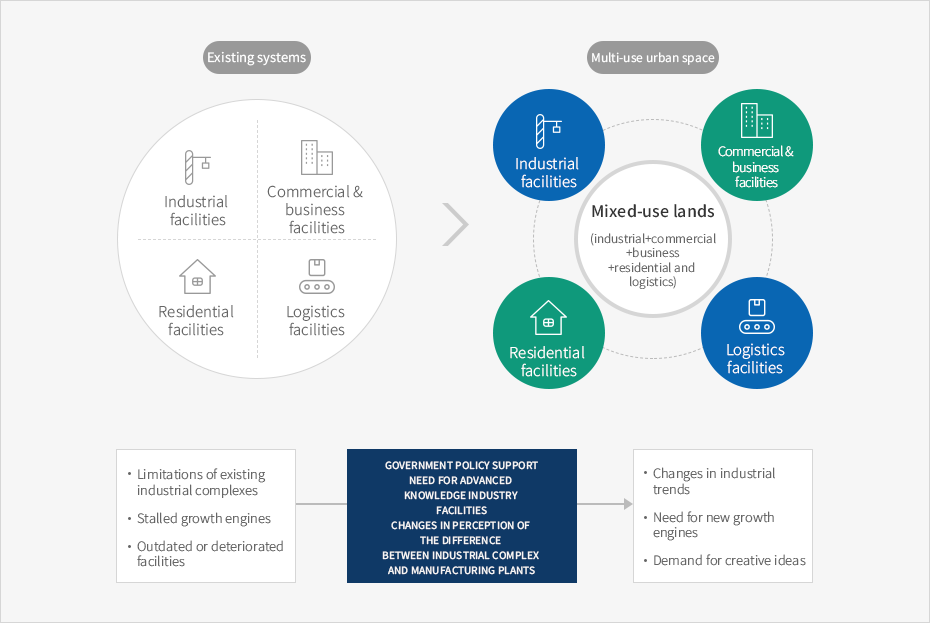 Existing systems
Industrial
facilities
Commercial &
business
facilities
Residential
facilities
Logistics
facilities
Multi-use urban space
Industrial
facilities
Commercial &
business
facilities
Mixed-use lands
(industrial+commercial
+business
+residential and
logistics)
Residential
facilities
Logistics
facilities
• Limitations of existing
industrial complexes
• Stalled growth engines
• Outdated or deteriorated
facilities
GOVERNMENT POLICY SUPPORT
NEED FOR ADVANCED
KNOWLEDGE INDUSTRY
FACILITIES
CHANGES IN PERCEPTION OF
THE DIFFERENCE
BETWEEN INDUSTRIAL COMPLEX
AND MANUFACTURING PLANTS
• Changes in industrial
trends
• Need for new growth
engines
• Demand for creative ideas